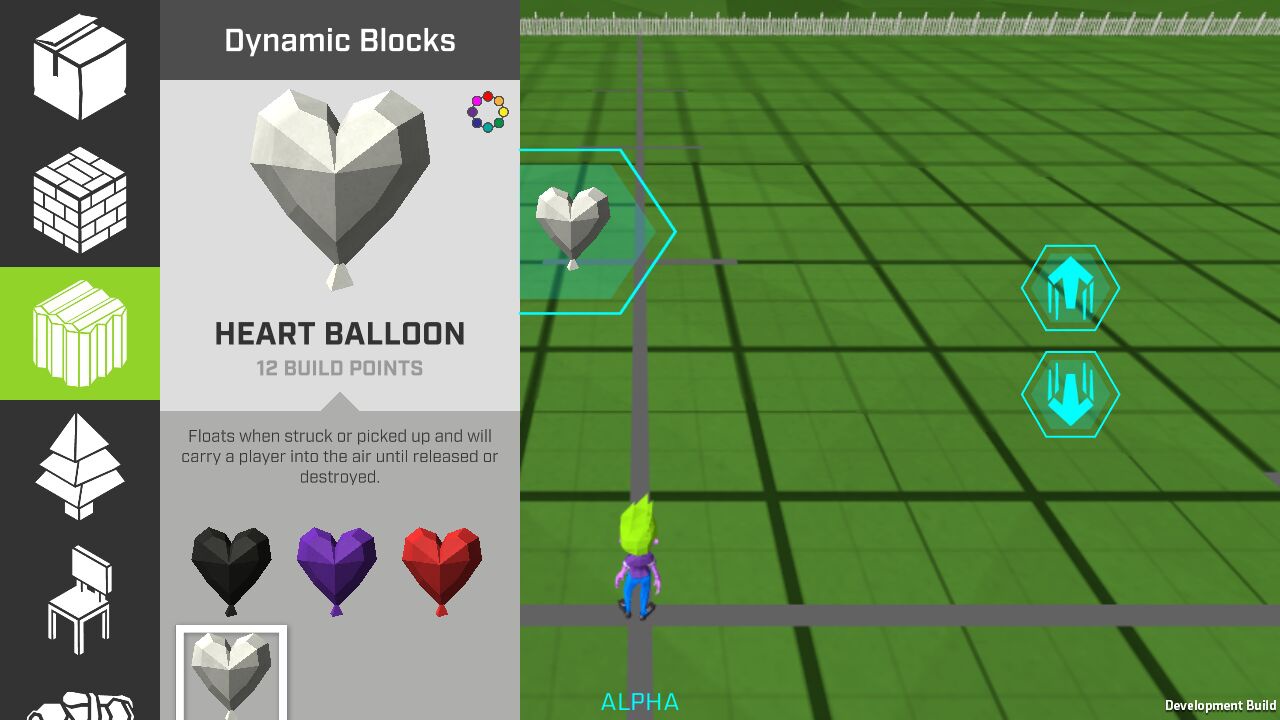 Dynamic Blocks
HEART BALLOON
12 BUILD POINTS
Floats when struck or picked up and will
carry a player into the air until released or
destroyed.
ALPHA
Development Build